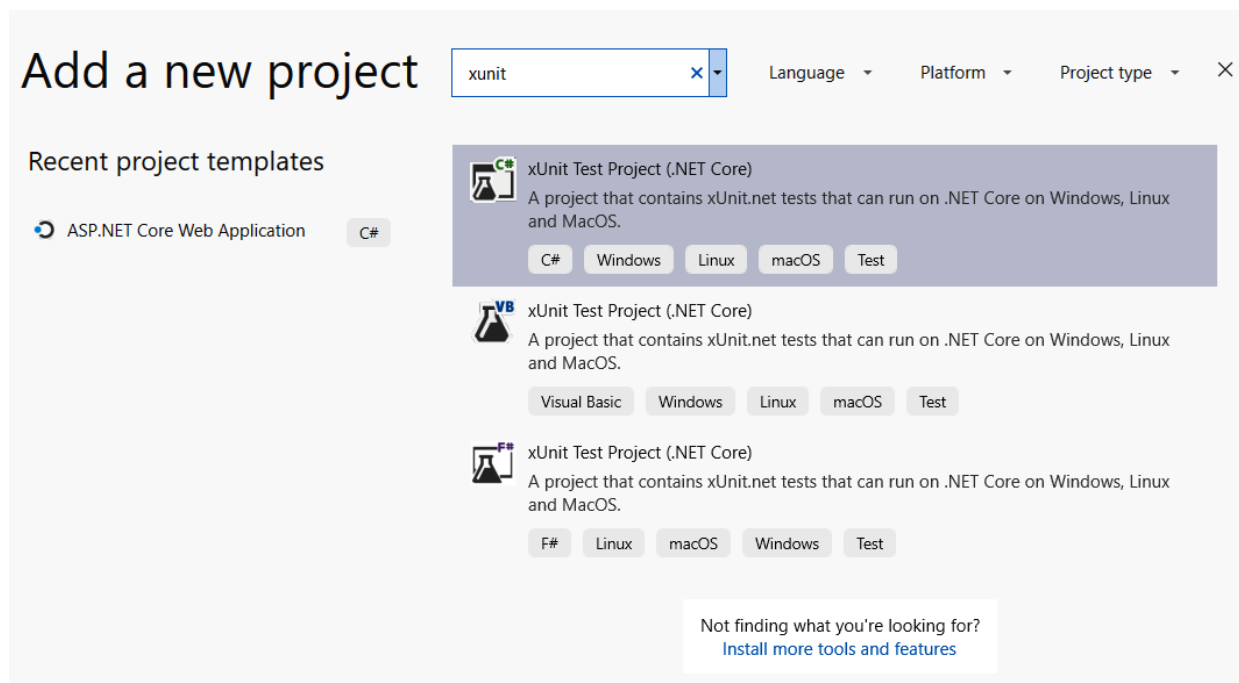 Add a new project
xunit
Language
Platform
Project type
Recent project templates
ASP.NET Core Web Application
C#
C#
xUnit Test Project (.NET Core)
A project that contains xUnit.net tests that can run on .NET Core on Windows, Linux
and MacOS.
C# Windows Linux macOS Test
VB
xUnit Test Project (.NET Core)
A project that contains xUnit.net tests that can run on .NET Core on Windows, Linux
and MacOS.
Visual Basic Windows Linux macOS Test
F#
xUnit Test Project (.NET Core)
A project that contains xUnit.net tests that can run on .NET Core on Windows, Linux
and MacOS.
F# Linux macOS Windows Test
Not finding what you're looking for?
Install more tools and features